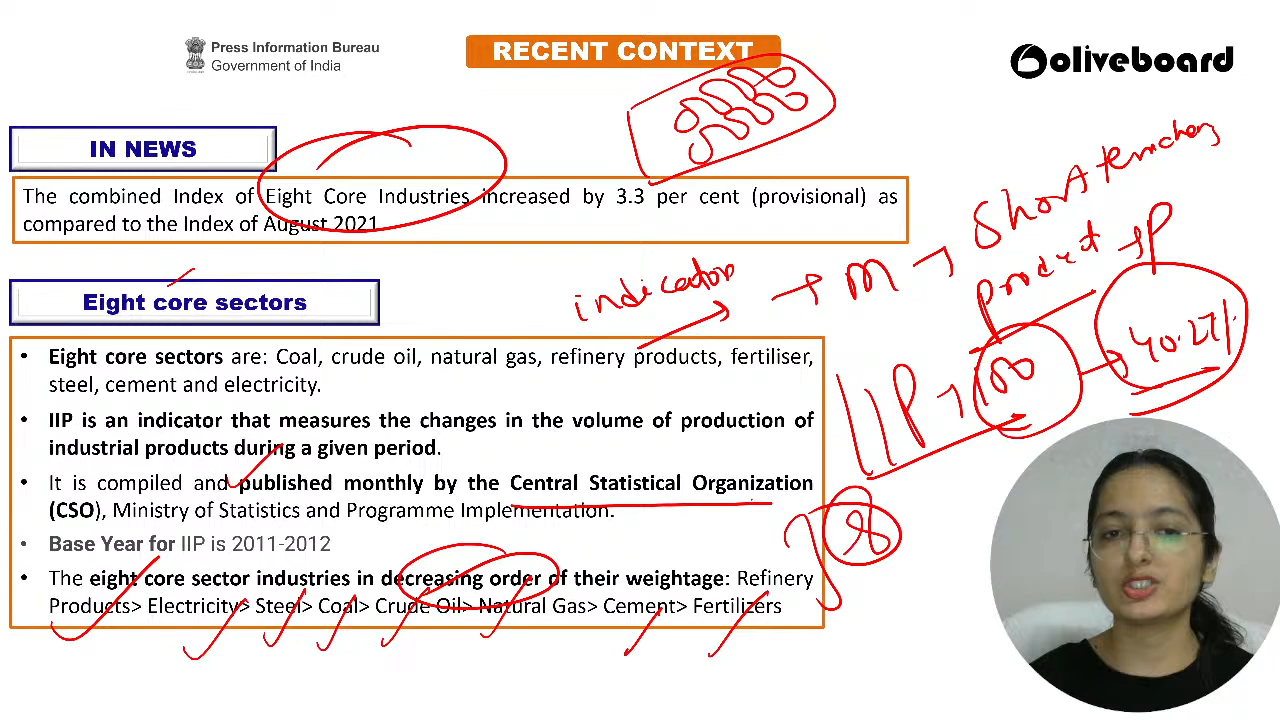 Press Information Bureau
Government of India
RECENT CONTEXT
oliveboard
IN NEWS
The combined Index of Eight Core Industries increased by 3.3 per cent (provisional) as
compared to the Index of August 2021
Eight core sectors
• Eight core sectors are: Coal, crude oil, natural gas, refinery products, fertiliser,
steel, cement and electricity.
• IIP is an indicator that measures the changes in the volume of production of
industrial products during a given period.
• It is compiled and published monthly by the Central Statistical Organization
(CSO), Ministry of Statistics and Programme Implementation.
• Base Year for IIP is 2011-2012
• The eight core sector industries in decreasing order of their weightage: Refinery
Products> Electricity> Steel> Coal> Crude Oil> Natural Gas> Cement> Fertilizers
indicator → M → Short term
product → P
IIP → 100 → 40.27%
8